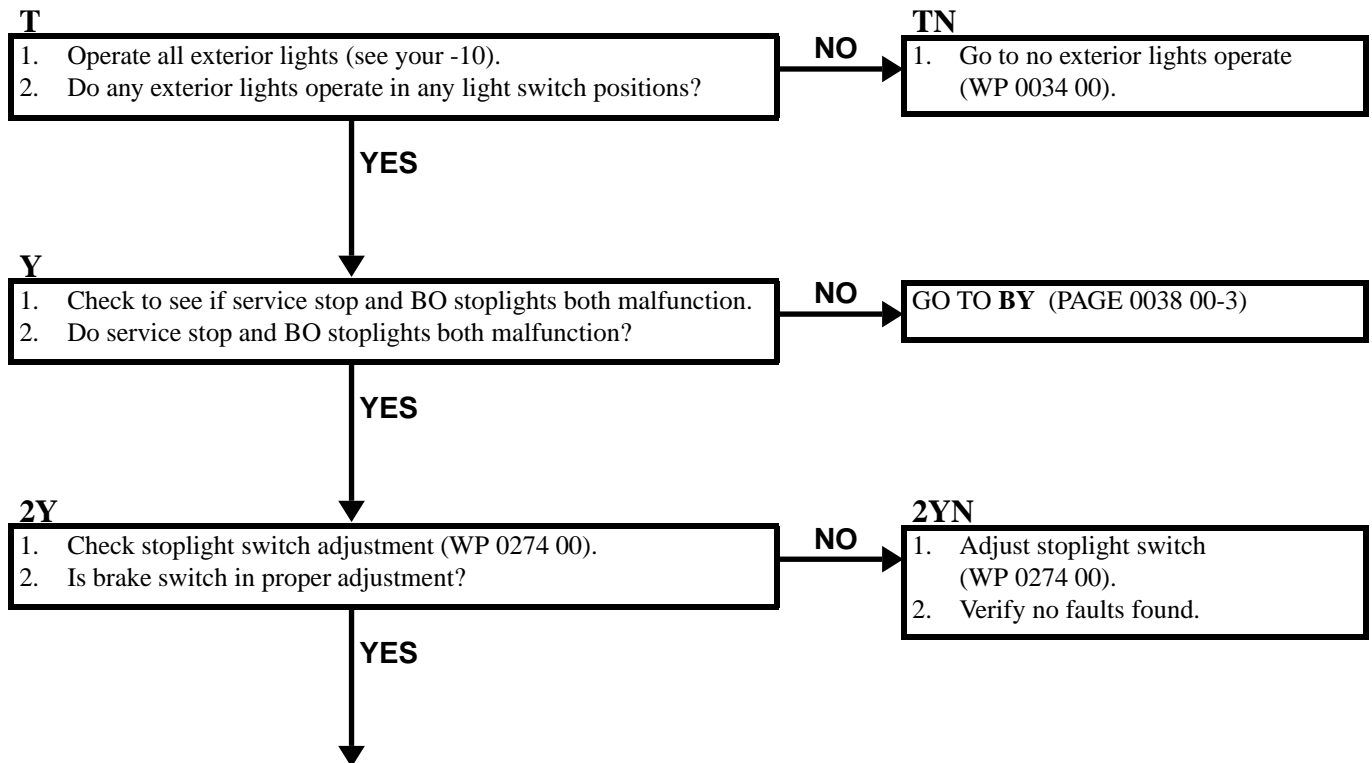 T
1. Operate all exterior lights (see your -10).
2. Do any exterior lights operate in any light switch positions?
NO
TN
1. Go to no exterior lights operate
(WP 0034 00).
YES
Y
1. Check to see if service stop and BO stoplights both malfunction.
2. Do service stop and BO stoplights both malfunction?
NO
GO TO BY (PAGE 0038 00-3)
YES
2Y
1. Check stoplight switch adjustment (WP 0274 00).
2. Is brake switch in proper adjustment?
NO
2YN
1. Adjust stoplight switch
(WP 0274 00).
2. Verify no faults found.
YES